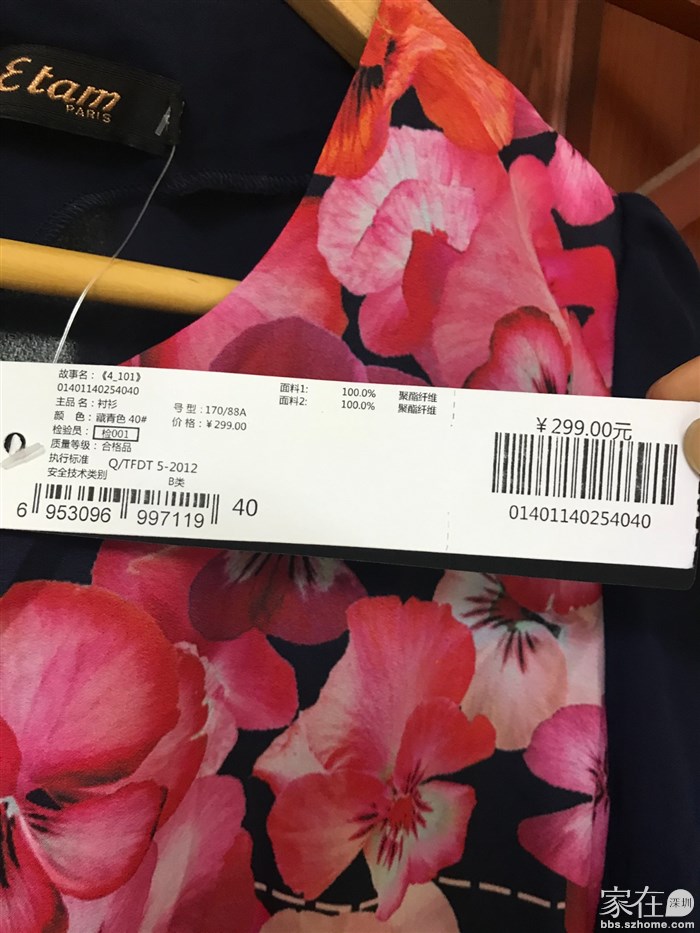 Etam
PARIS
故事名：《4_101》
01401140254040
主品名：衬衫
颜 色：藏青色 40#
检验员：检001
质量等级：合格品
执行标准 Q/TFDT 5-2012
安全技术类别 B类
号型：170/88A
价格：￥299.00
面料1: 100.0% 聚酯纤维
面料2: 100.0% 聚酯纤维
6 953096 997119 40
￥299.00元
01401140254040
家在深圳
bbs.szhome.com